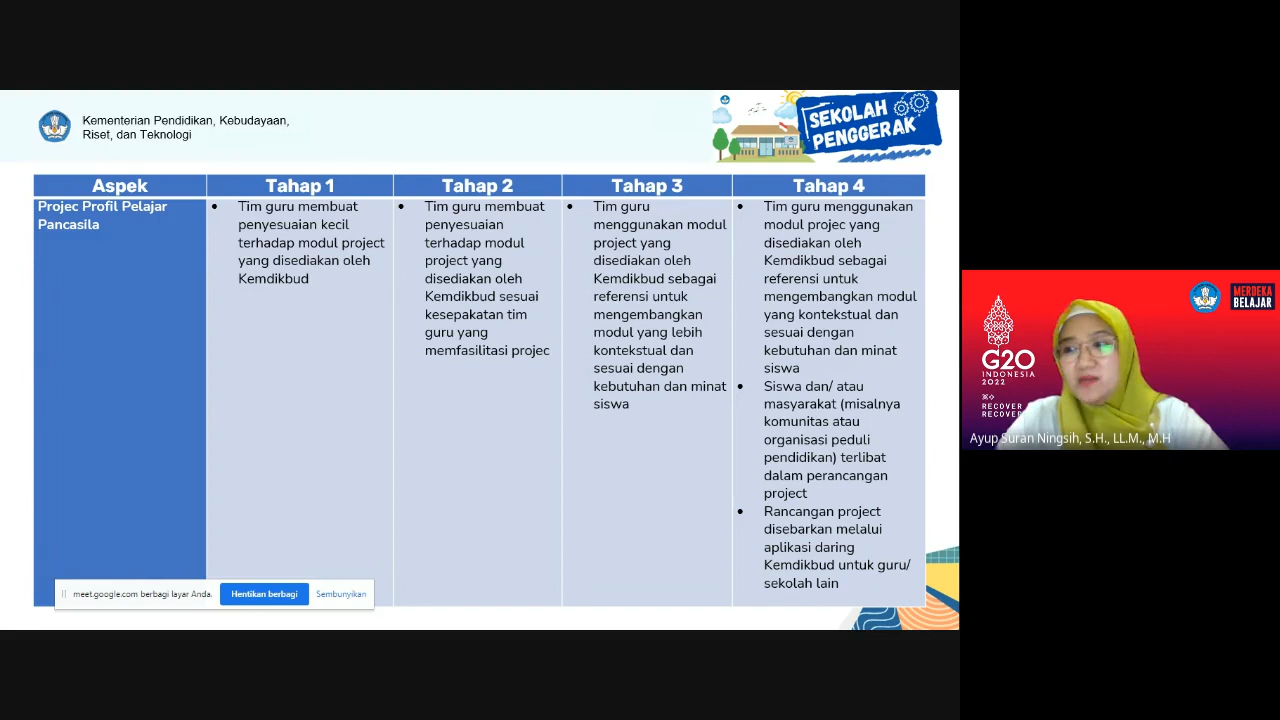 Kementerian Pendidikan, Kebudayaan,
Riset, dan Teknologi
SEKOLAH
PENGGERAK
Aspek
Tahap 1
Tahap 2
Tahap 3
Tahap 4
Projec Profil Pelajar
Pancasila
• Tim guru membuat
penyesuaian kecil
terhadap modul project
yang disediakan oleh
Kemdikbud
• Tim guru membuat
penyesuaian
terhadap modul
project yang
disediakan oleh
Kemdikbud sesuai
kesepakatan tim
guru yang
memfasilitasi projec
• Tim guru
menggunakan modul
project yang
disediakan oleh
Kemdikbud sebagai
referensi untuk
mengembangkan
modul yang lebih
kontekstual dan
sesuai dengan
kebutuhan dan minat
siswa
• Tim guru menggunakan
modul projec yang
disediakan oleh
Kemdikbud sebagai
referensi untuk
mengembangkan modul
yang kontekstual dan
sesuai dengan
kebutuhan dan minat
siswa
• Siswa dan/ atau
masyarakat (misalnya
komunitas atau
organisasi peduli
pendidikan) terlibat
dalam perancangan
project
• Rancangan project
disebarkan melalui
aplikasi daring
Kemdikbud untuk guru/
sekolah lain
meet.google.com berbagi layar Anda.
Hentikan berbagi
Sembunyikan
MERDEKA
BELAJAR
G20
INDONESIA
2022
RECOVER
RECOVER
Ayup Suran Ningsih, S.H., LL.M., M.H